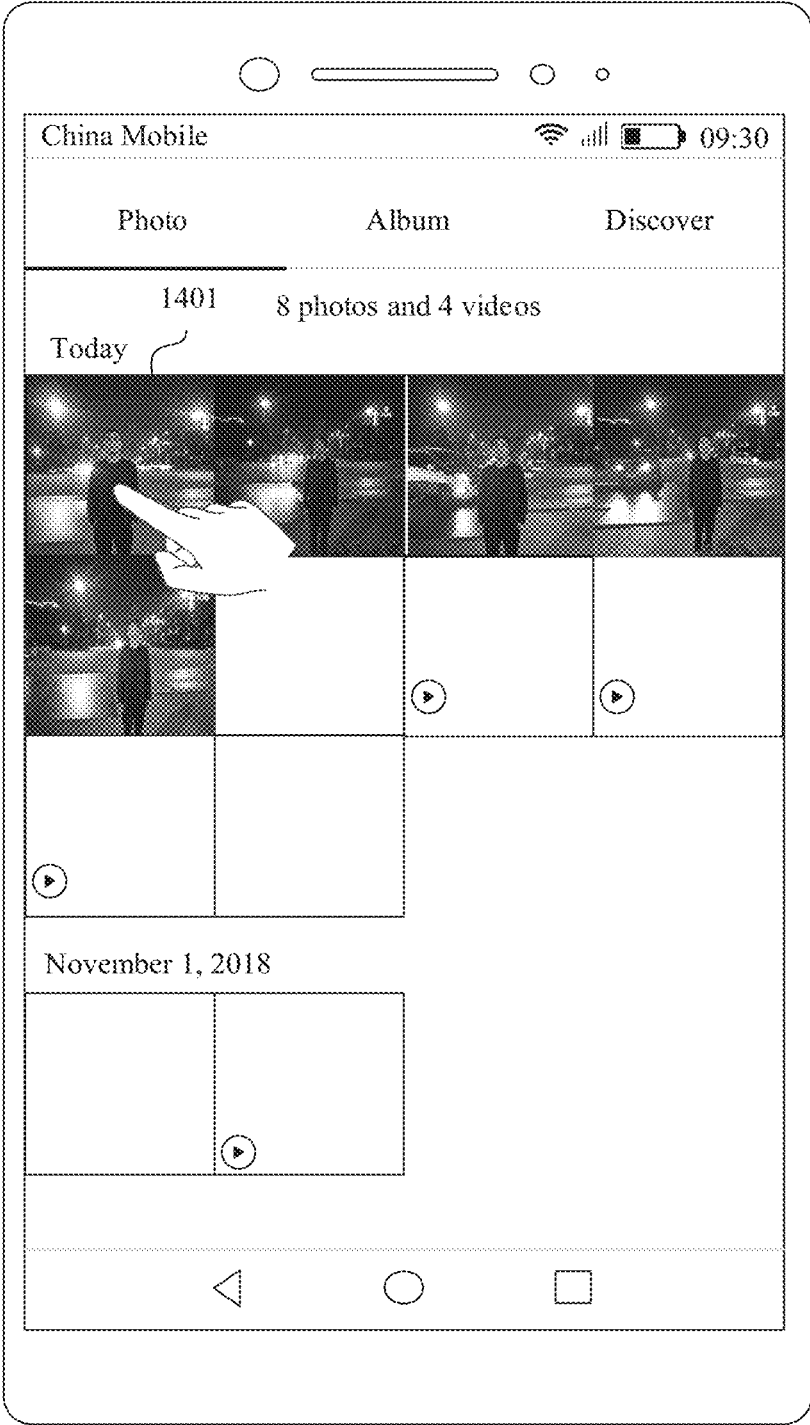 China Mobile 09:30
Photo Album Discover
1401 8 photos and 4 videos
Today
November 1, 2018